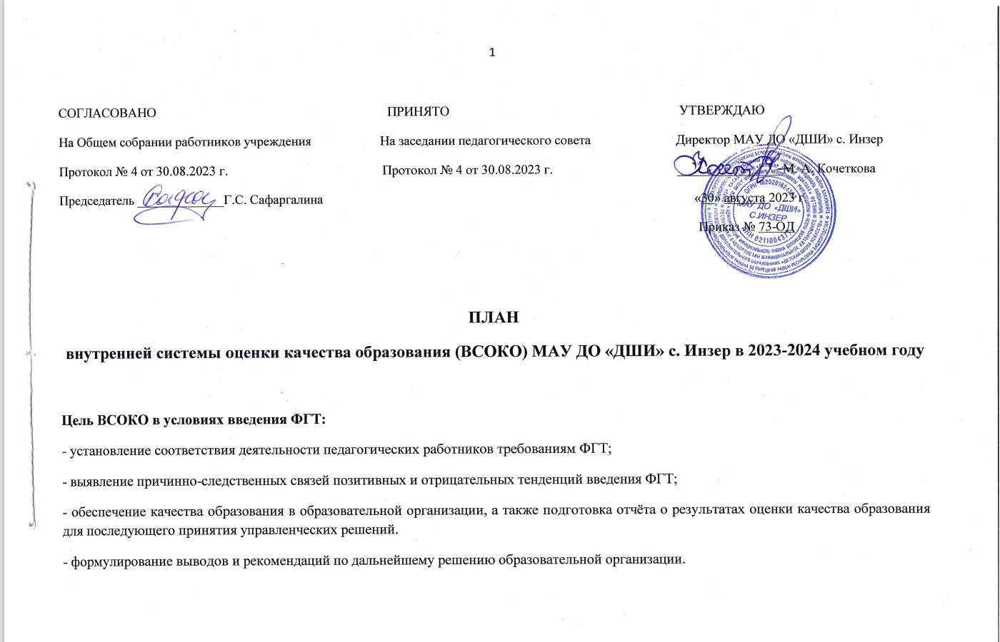 1
СОГЛАСОВАНО
На Общем собрании работников учреждения
Протокол № 4 от 30.08.2023 г.
Председатель ____________ Г.С. Сафаргалина
ПРИНЯТО
На заседании педагогического совета
Протокол № 4 от 30.08.2023 г.
УТВЕРЖДАЮ
Директор МАУ ДО «ДШИ» с. Инзер
_______________ М. А. Кочеткова
«30» августа 2023 г.
Приказ № 73-ОД
МАУ ДО «ДШИ»
С.ИНЗЕР
ПЛАН
внутренней системы оценки качества образования (ВСОКО) МАУ ДО «ДШИ» с. Инзер в 2023-2024 учебном году
Цель ВСОКО в условиях введения ФГТ:
- установление соответствия деятельности педагогических работников требованиям ФГТ;
- выявление причинно-следственных связей позитивных и отрицательных тенденций введения ФГТ;
- обеспечение качества образования в образовательной организации, а также подготовка отчёта о результатах оценки качества образования
для последующего принятия управленческих решений.
- формулирование выводов и рекомендаций по дальнейшему решению образовательной организации.